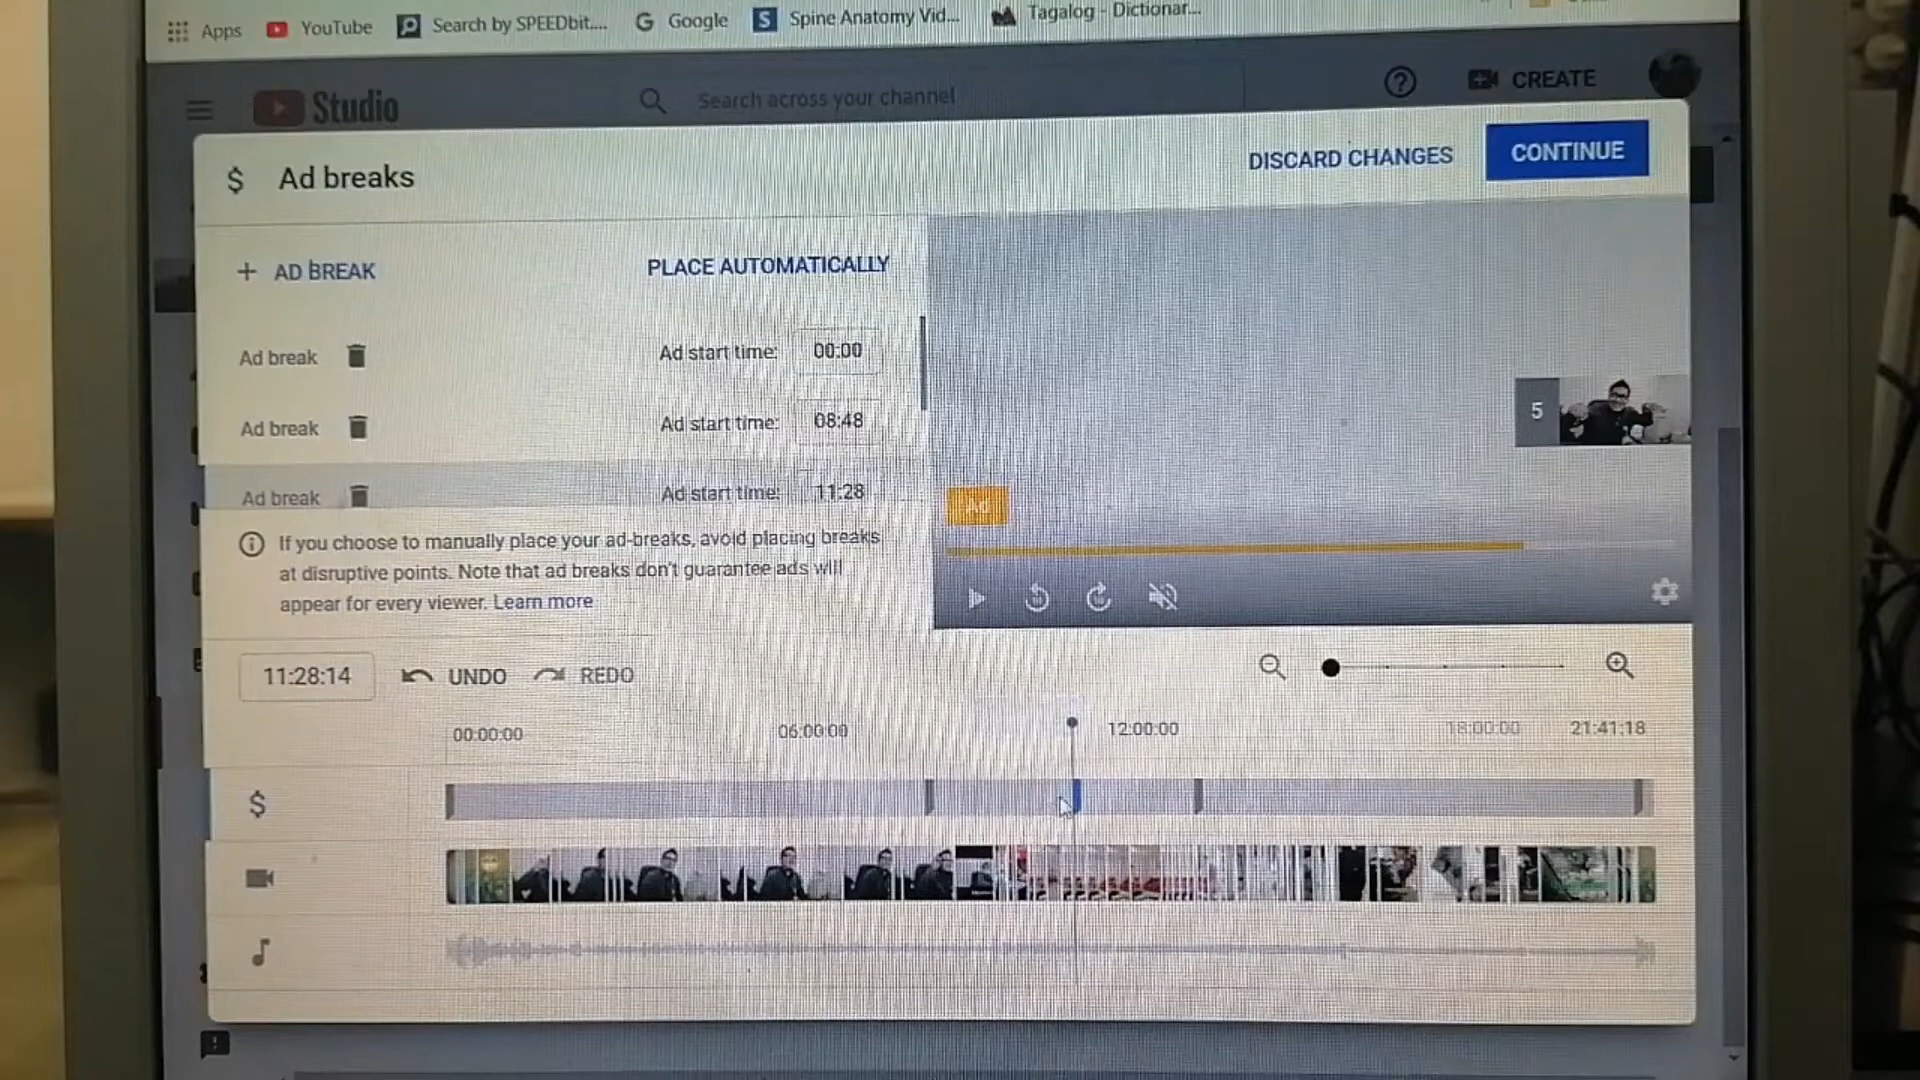 Apps YouTube Search by SPEEDbit.... Google Spine Anatomy Vid... Tagalog - Dictionar...
Studio Search across your channel CREATE
Ad breaks DISCARD CHANGES CONTINUE
+ AD BREAK PLACE AUTOMATICALLY
Ad break Ad start time: 00:00
Ad break Ad start time: 08:48
5
Ad break Ad start time: 11:28
Ad
If you choose to manually place your ad-breaks, avoid placing breaks
at disruptive points. Note that ad breaks don't guarantee ads will
appear for every viewer. Learn more
11:28:14 UNDO REDO
00:00:00 06:00:00 12:00:00 18:00:00 21:41:18